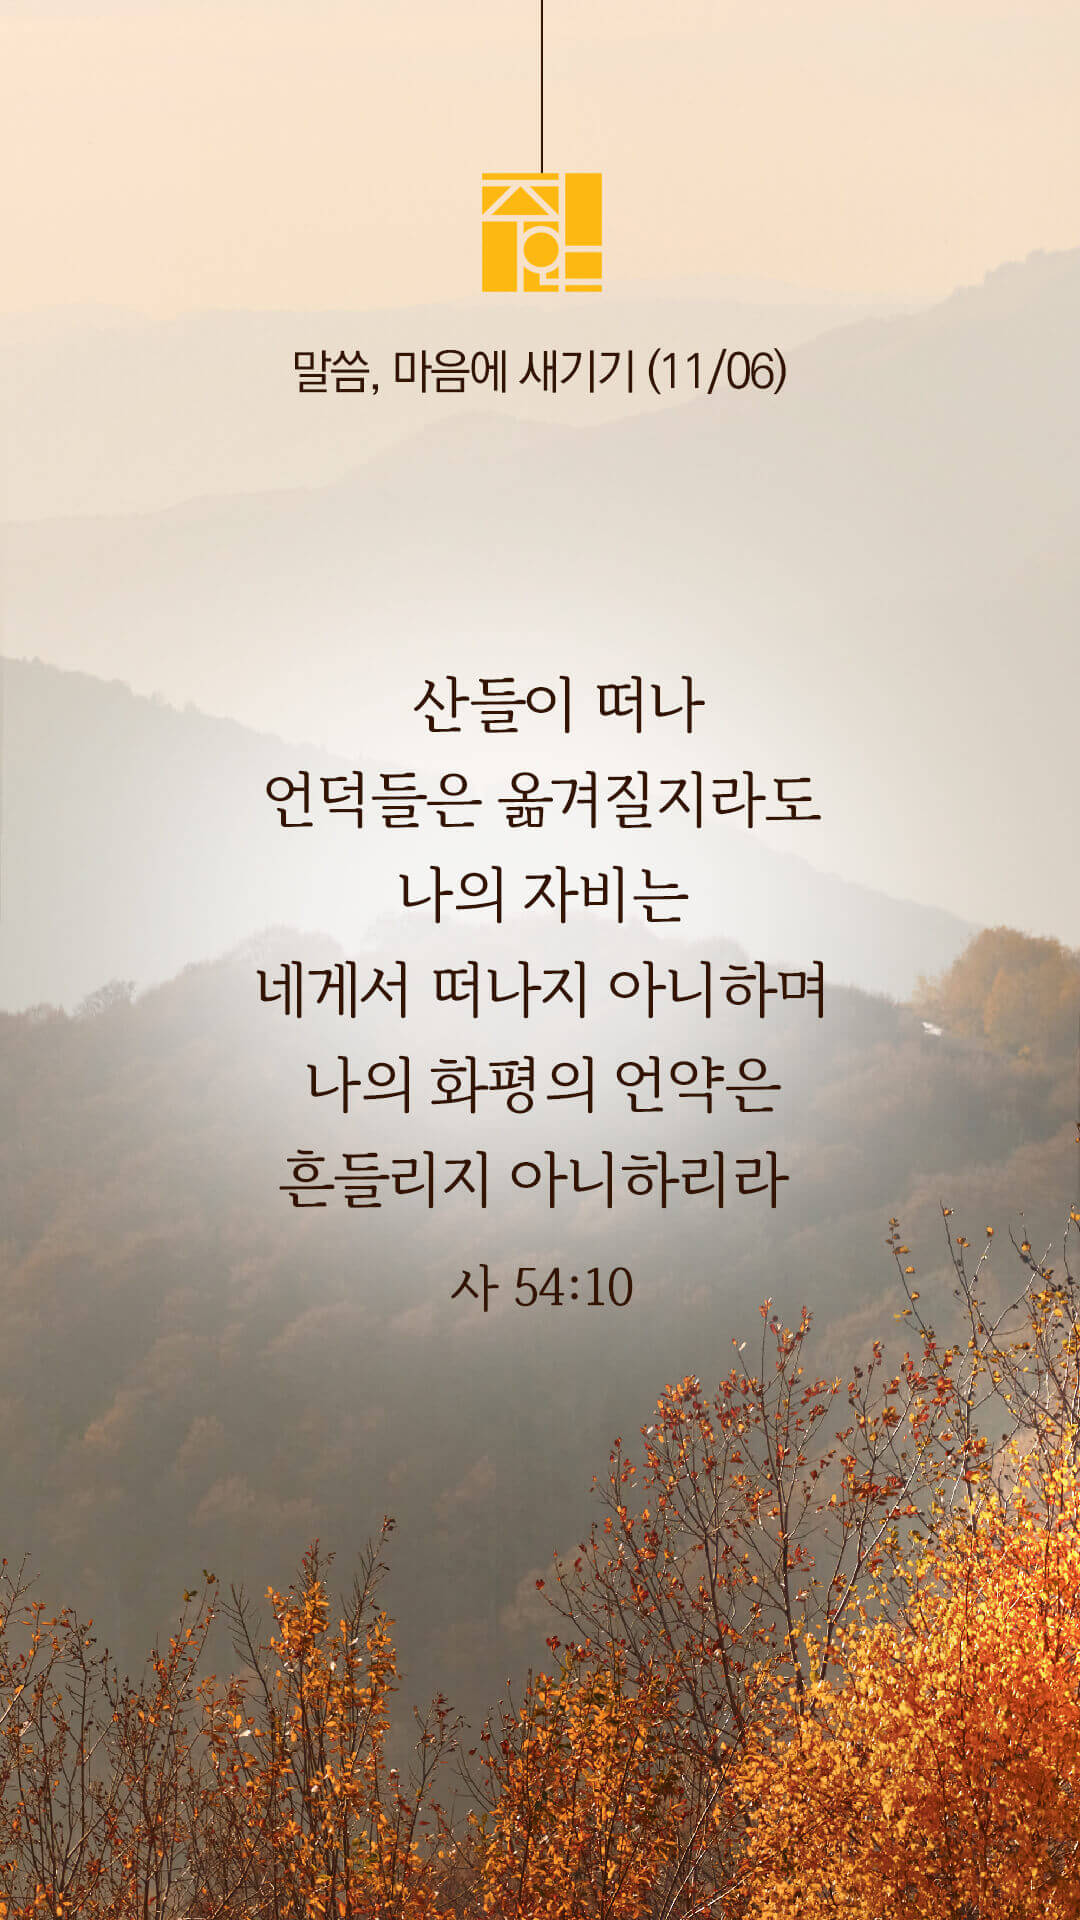 주인
말씀, 마음에 새기기 (11/06)
산들이 떠나
언덕들은 옮겨질지라도
나의 자비는
네게서 떠나지 아니하며
나의 화평의 언약은
흔들리지 아니하리라
사 54:10